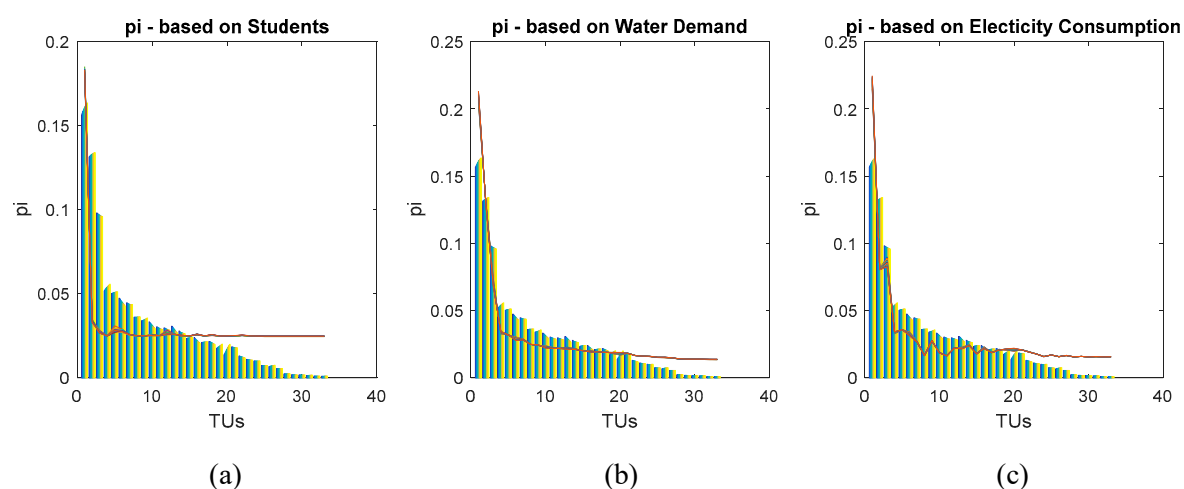 pi - based on Students
0.2
0.15
0.1
0.05
0
pi
0 10 20 30 40
TUs
(a)
pi - based on Water Demand
0.25
0.2
0.15
0.1
0.05
0
pi
0 10 20 30 40
TUs
(b)
pi - based on Electicity Consumption
0.25
0.2
0.15
0.1
0.05
0
pi
0 10 20 30 40
TUs
(c)